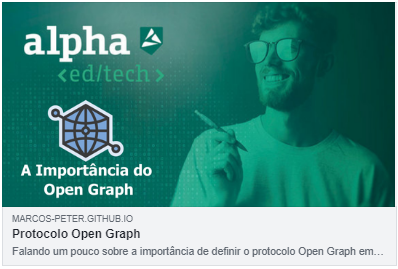 alpha
<ed/tech>
A Importância do
Open Graph
MARCOS-PETER.GITHUB.IO
Protocolo Open Graph
Falando um pouco sobre a importância de definir o protocolo Open Graph em...